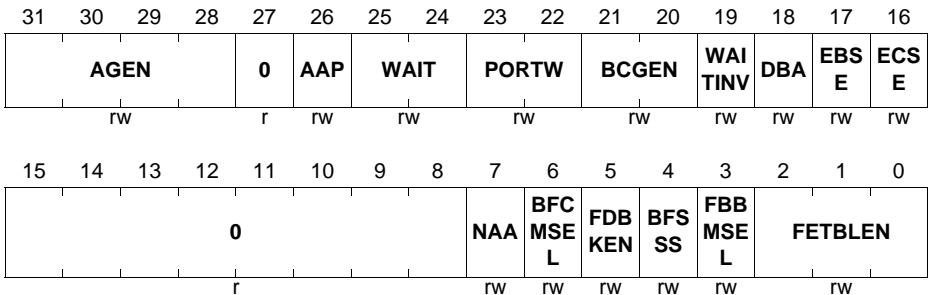 31 30 29 28 27 26 25 24 23 22 21 20 19 18 17 16
AGEN 0 AAP WAIT PORTW BCGEN WAI TINV DBA EBS E ECS E
rw r rw rw rw rw rw rw rw rw
15 14 13 12 11 10 9 8 7 6 5 4 3 2 1 0
0 NAA BFC MSE L FDB KEN BFS SS FBB MSE L FETBLEN
r rw rw rw rw rw rw